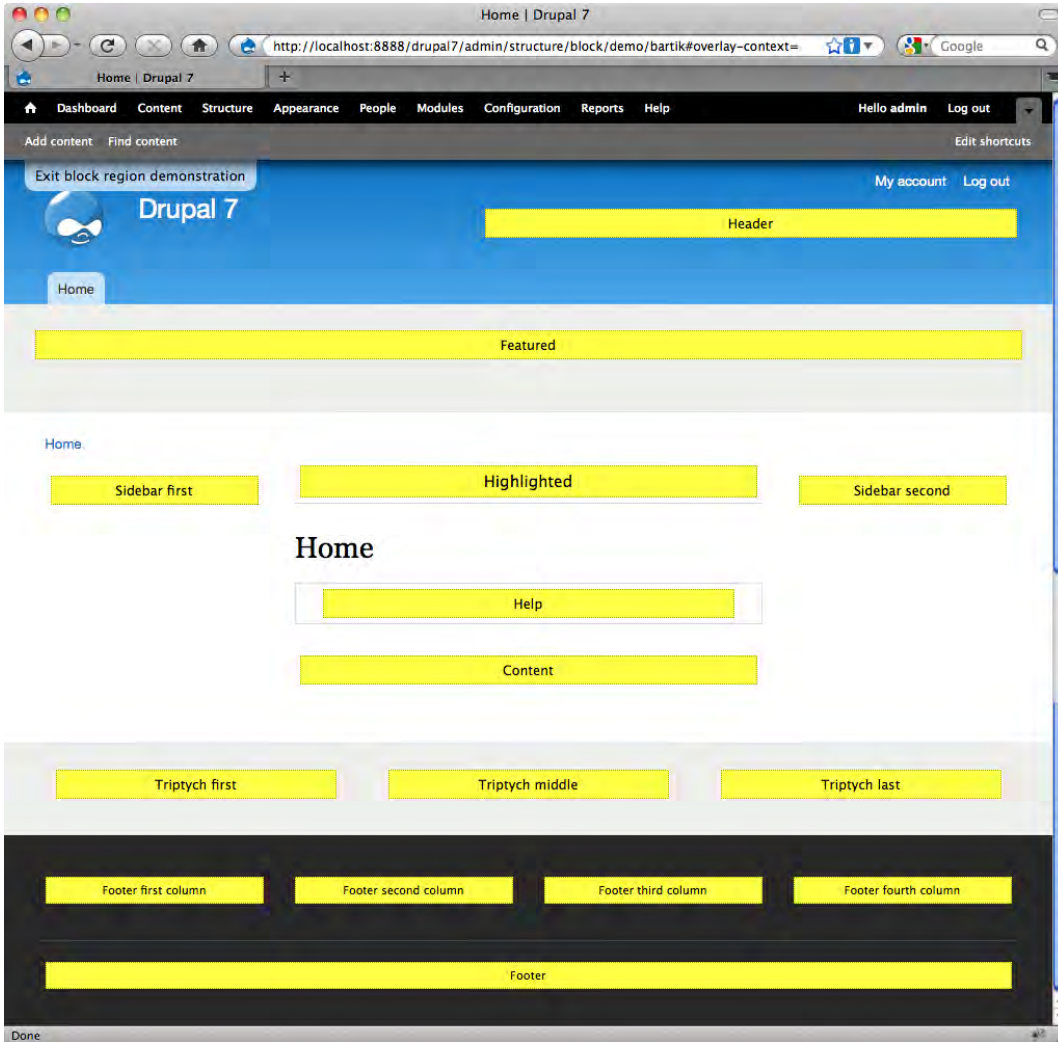 Home | Drupal 7
http://localhost:8888/drupal7/admin/structure/block/demo/bartik#overlay-context=
Google
Home | Drupal 7
+
Dashboard Content Structure Appearance People Modules Configuration Reports Help Hello admin Log out
Add content Find content Edit shortcuts
Exit block region demonstration
My account Log out
Drupal 7
Header
Home
Featured
Home
Sidebar first
Highlighted
Sidebar second
Home
Help
Content
Triptych first Triptych middle Triptych last
Footer first column Footer second column Footer third column Footer fourth column
Footer
Done